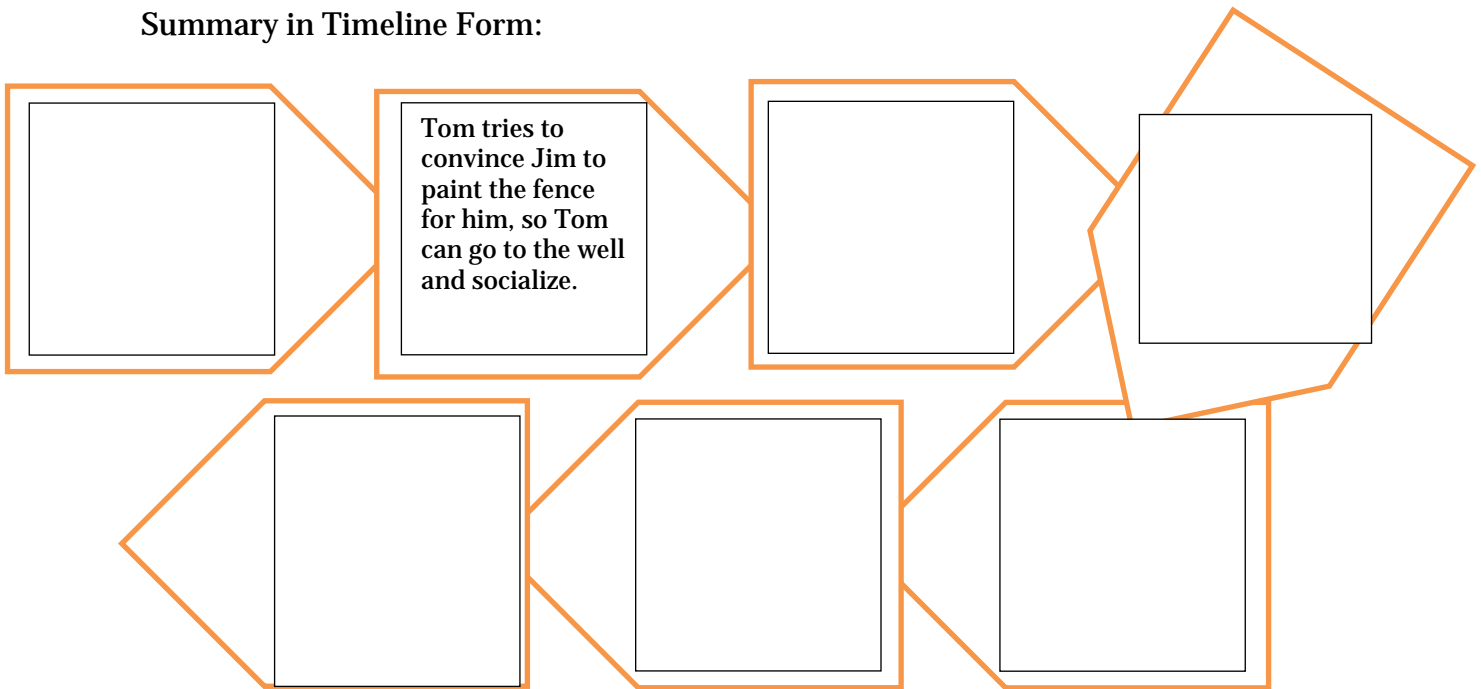 Summary in Timeline Form:
Tom tries to
convince Jim to
paint the fence
for him, so Tom
can go to the well
and socialize.